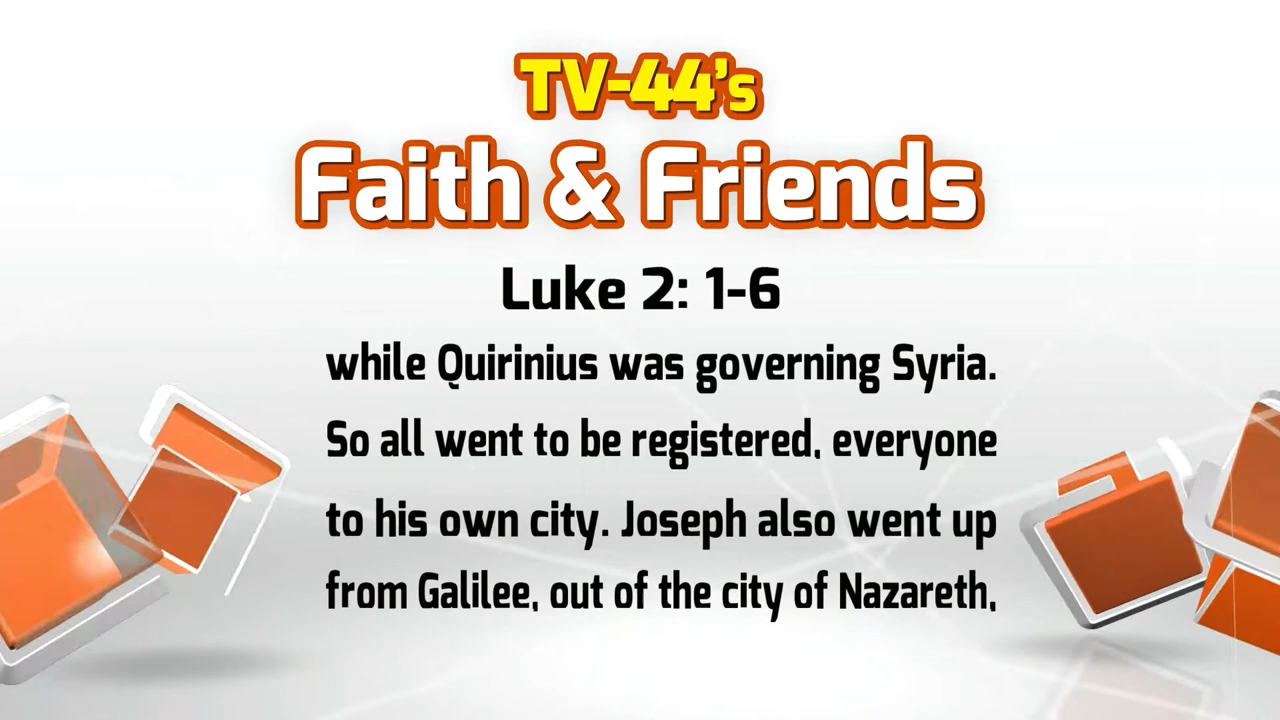 TV-44's
Faith & Friends
Luke 2: 1-6
while Quirinius was governing Syria.
So all went to be registered, everyone
to his own city. Joseph also went up
from Galilee, out of the city of Nazareth,